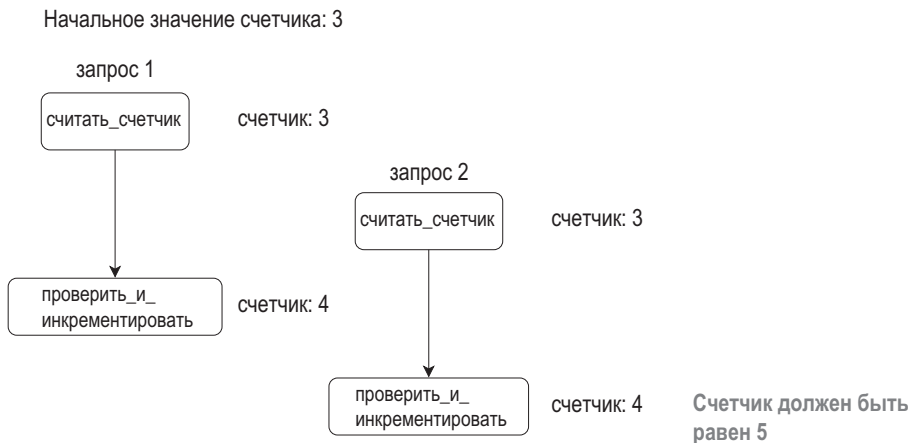 Начальное значение счетчика: 3
запрос 1
считать_счетчик
счетчик: 3
запрос 2
считать_счетчик
счетчик: 3
проверить_и_
инкрементировать
счетчик: 4
проверить_и_
инкрементировать
счетчик: 4
Счетчик должен быть
равен 5